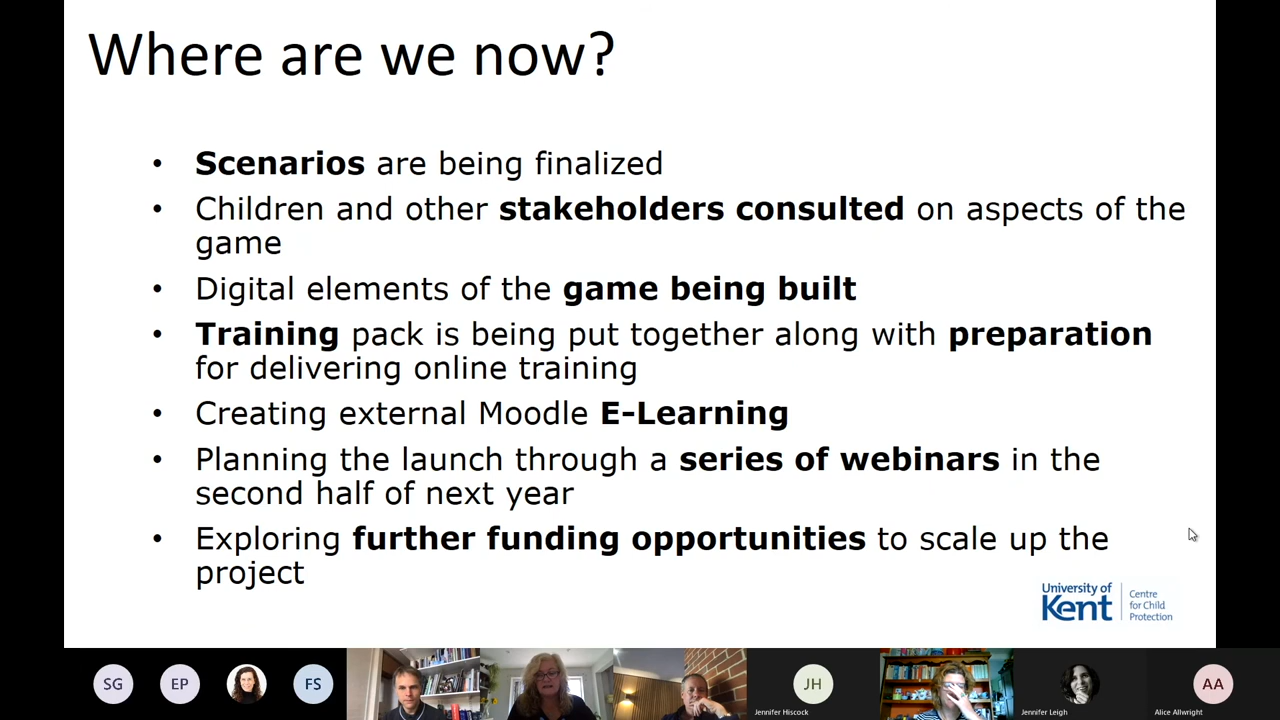 Where are we now?
• Scenarios are being finalized
• Children and other stakeholders consulted on aspects of the
game
• Digital elements of the game being built
• Training pack is being put together along with preparation
for delivering online training
• Creating external Moodle E-Learning
• Planning the launch through a series of webinars in the
second half of next year
• Exploring further funding opportunities to scale up the
project
University of
Kent
Centre
for Child
Protection
SG
EP
FS
JH
AA
Jennifer Hiscock
Jennifer Leigh
Alice Allwright